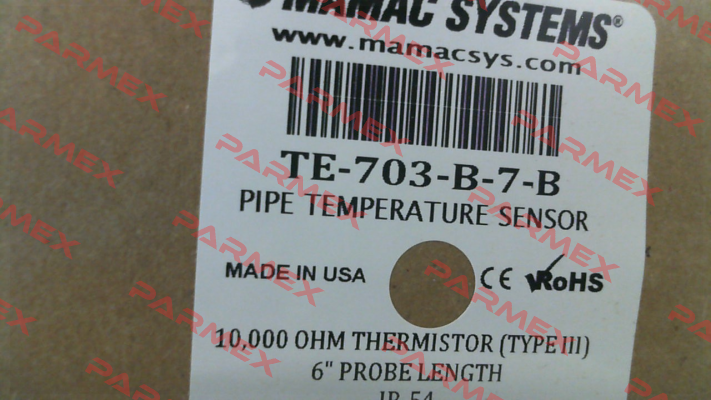 MAMAC SYSTEMS®
www.mamacsys.com
TE-703-B-7-B
PIPE TEMPERATURE SENSOR
MADE IN USA
CE RoHS
10,000 OHM THERMISTOR (TYPE III)
6" PROBE LENGTH
PARMEX